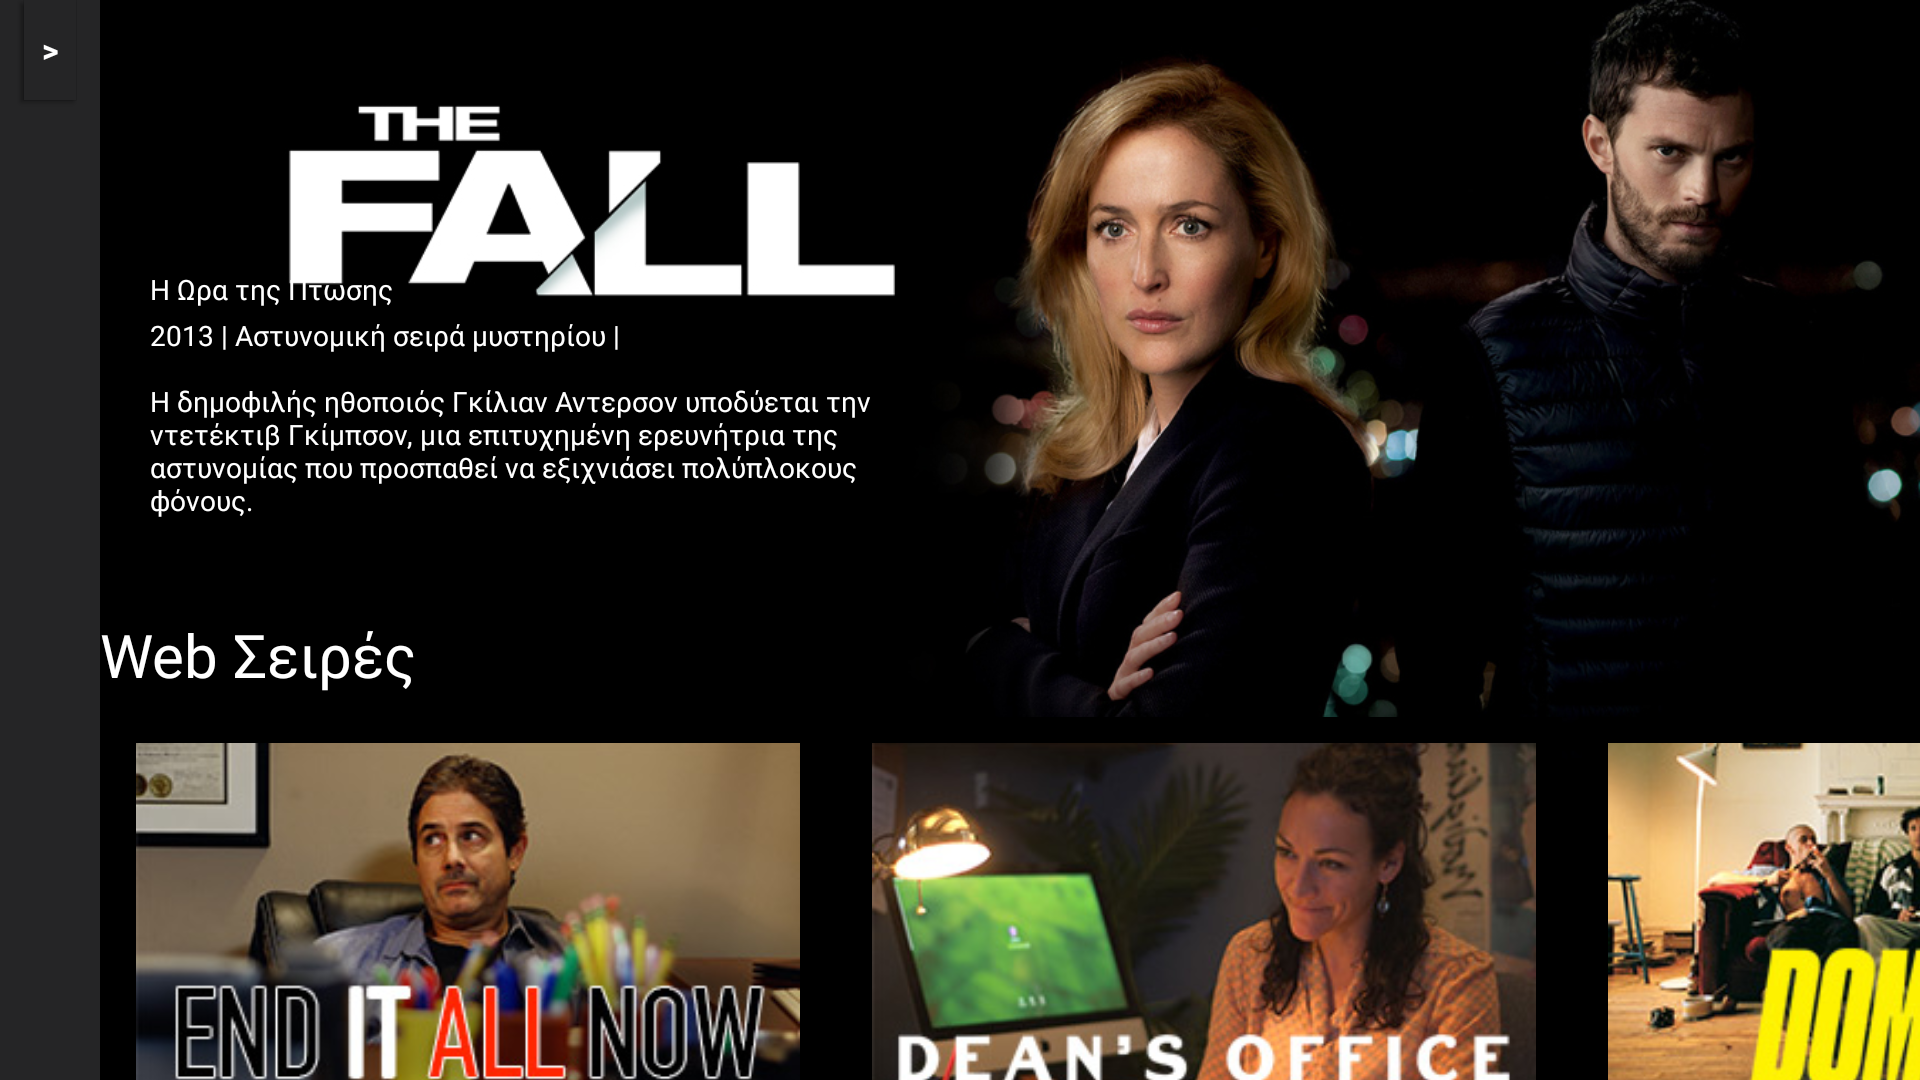 >
THE
FALL
Η Ωρα της Πτωσης
2013 | Αστυνομική σειρά μυστηρίου |
Η δημοφιλής ηθοποιός Γκίλιαν Αντερσον υποδύεται την
ντετέκτιβ Γκίμπσον, μια επιτυχημένη ερευνήτρια της
αστυνομίας που προσπαθεί να εξιχνιάσει πολύπλοκους
φόνους.
Web Σειρές
END IT ALL NOW
DEAN'S OFFICE
DOM